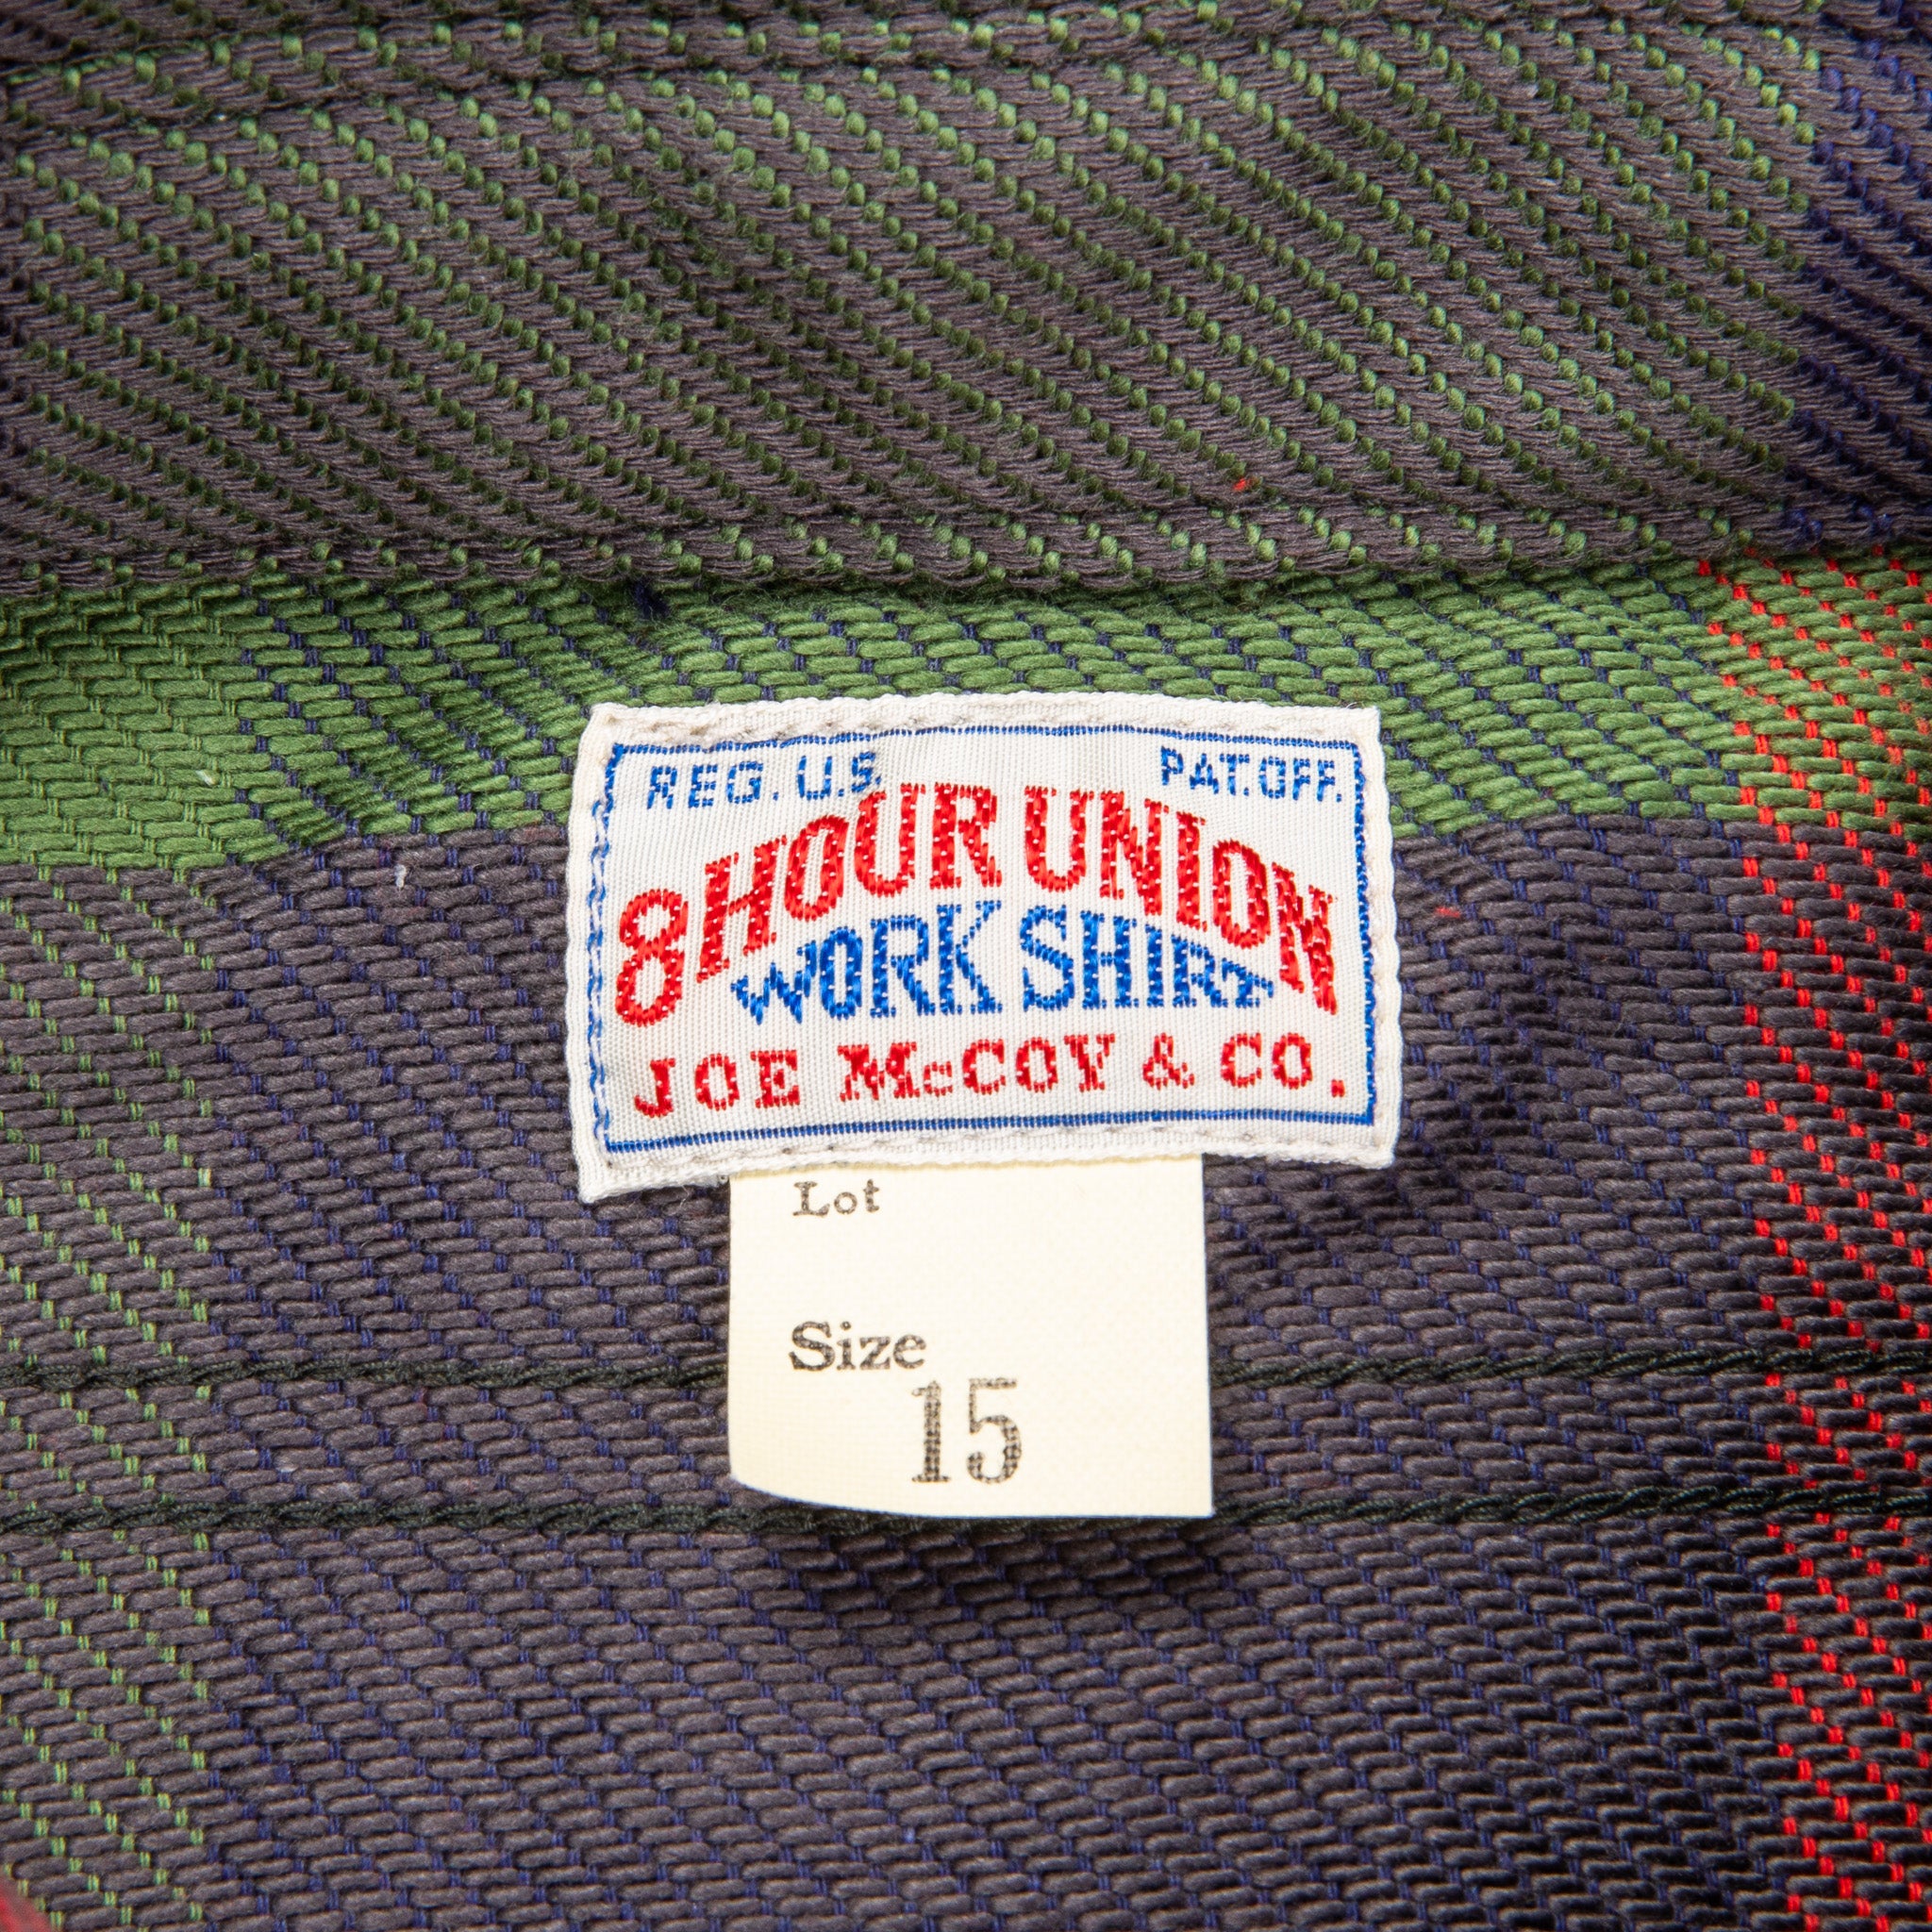 REG. U.S. PAT. OFF.
8 HOUR UNION
WORK SHIRT
JOE McCOY & CO.
Lot
Size
15